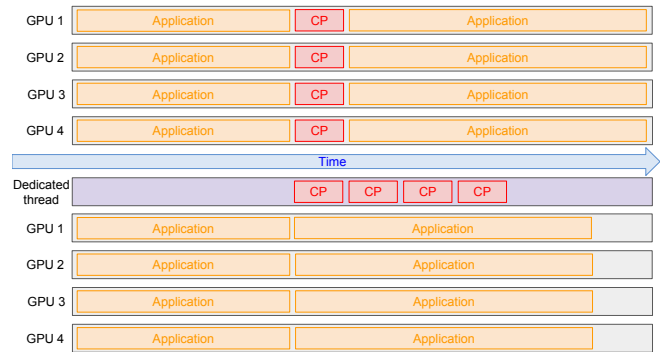 GPU 1 Application CP Application
GPU 2 Application CP Application
GPU 3 Application CP Application
GPU 4 Application CP Application
Time
Dedicated
thread
CP CP CP CP
GPU 1 Application Application
GPU 2 Application Application
GPU 3 Application Application
GPU 4 Application Application